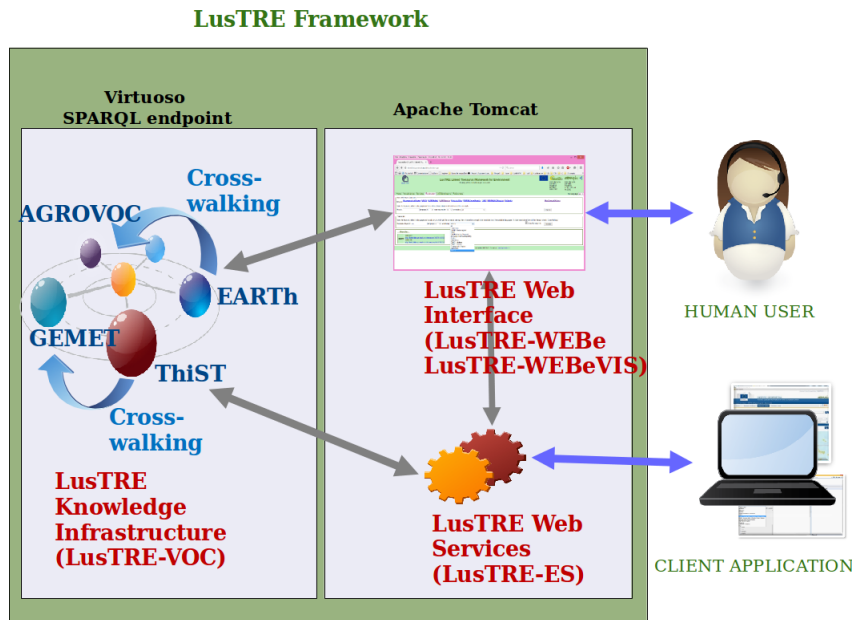 LusTRE Framework
Virtuoso
SPARQL endpoint
Apache Tomcat
Cross-
walking
AGROVOC
EARTh
GEMET
ThiST
Cross-
walking
LusTRE
Knowledge
Infrastructure
(LusTRE-VOC)
LusTRE Web
Interface
(LusTRE-WEBe
LusTRE-WEBeVIS)
LusTRE Web
Services
(LusTRE-ES)
HUMAN USER
CLIENT APPLICATION